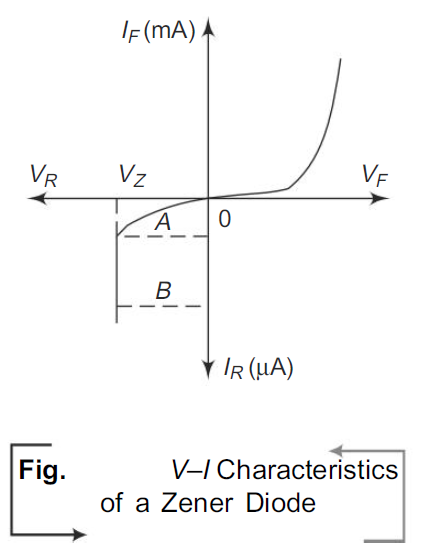 I_F (mA)
V_R V_Z V_F
A 0
B
I_R (μA)
Fig. V–I Characteristics
of a Zener Diode